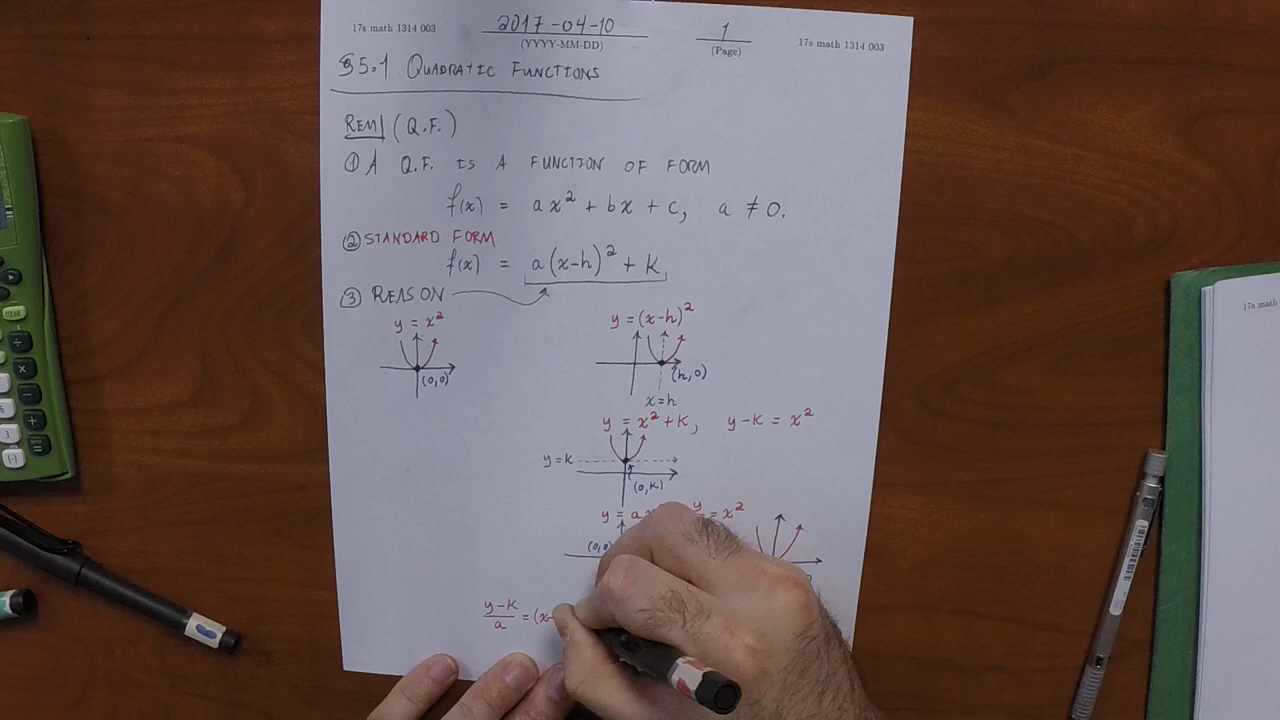 17s math 1314 003 2017-04-10 1 17s math 1314 003
(YYYY-MM-DD) (Page)
§5.1 QUADRATIC FUNCTIONS
REM (Q.F.)
① A Q.F. IS A FUNCTION OF FORM
f(x) = ax² + bx + c, a ≠ 0.
② STANDARD FORM
f(x) = a(x-h)² + k
③ REASON
y = x² y = (x-h)²
(0,0) (h,0)
x=h
y = x² + k, y-k = x²
y=k
(0,k)
y = a = x²
(0,0)
(y-k)/a = (x-
CLEAR
17s math